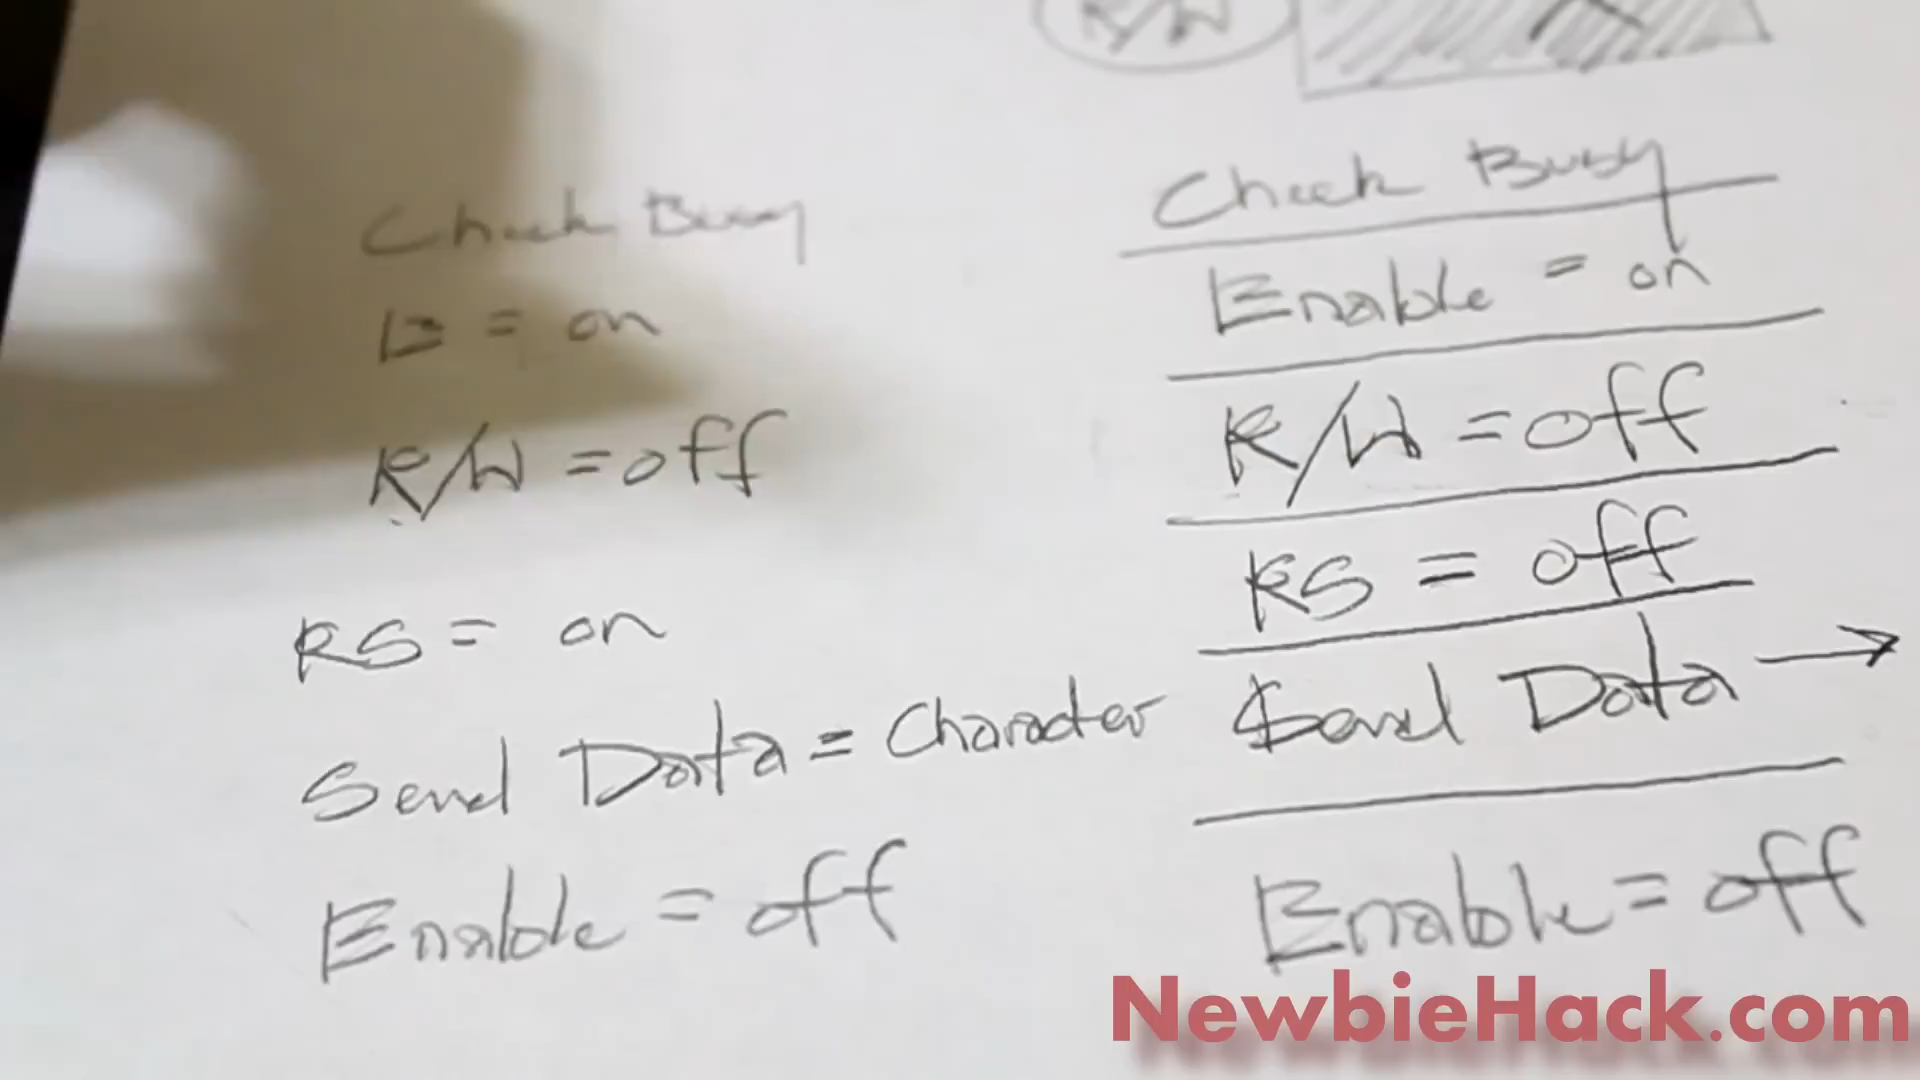 R/W
Check Busy
E = on
R/W = off
RS = on
Send Data = Character
Enable = off
Check Busy
Enable = on
R/W = off
RS = off
Send Data →
Enable = off
NewbieHack.com